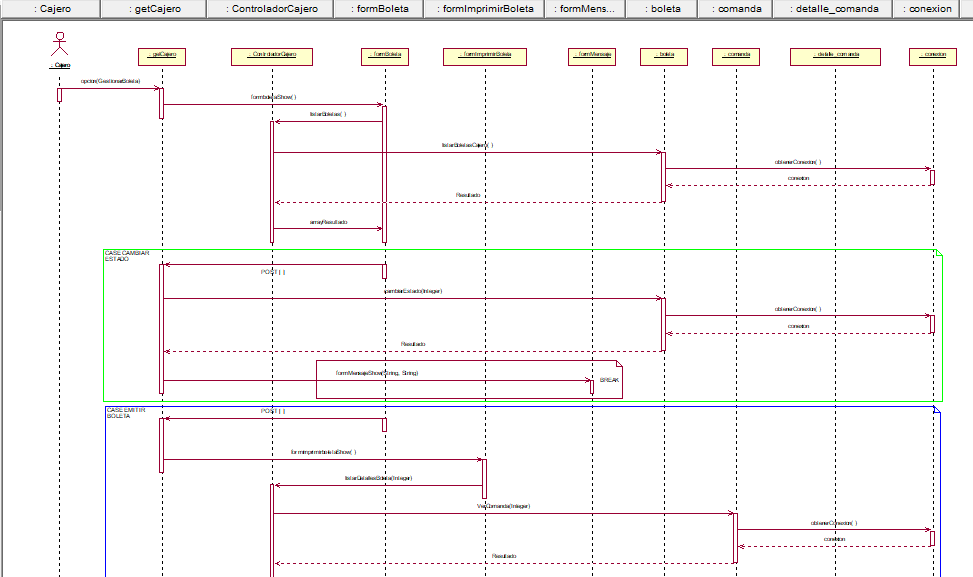 : Cajero : getCajero : ControladorCajero : formBoleta : formImprimirBoleta : formMens... : boleta : comanda : detalle_comanda : conexion
: Cajero : getCajero : ControladorCajero : formBoleta : formImprimirBoleta : formMensaje : boleta : comanda : detalle_comanda : conexion
opcion(GestionarBoleta)
formboletaShow( )
listarBoletas( )
listarBoletasCajero( )
obtenerConexion( )
conexion
Resultado
arrayResultado
CASE CAMBIAR
ESTADO
POST[ ]
cambiarEstado(Integer)
obtenerConexion( )
conexion
Resultado
formMensajeShow(String, String)
BREAK
CASE EMITIR
BOLETA
POST[ ]
formImprimirboletaShow( )
listarDetallesBoleta(Integer)
VerComanda(Integer)
obtenerConexion( )
conexion
Resultado